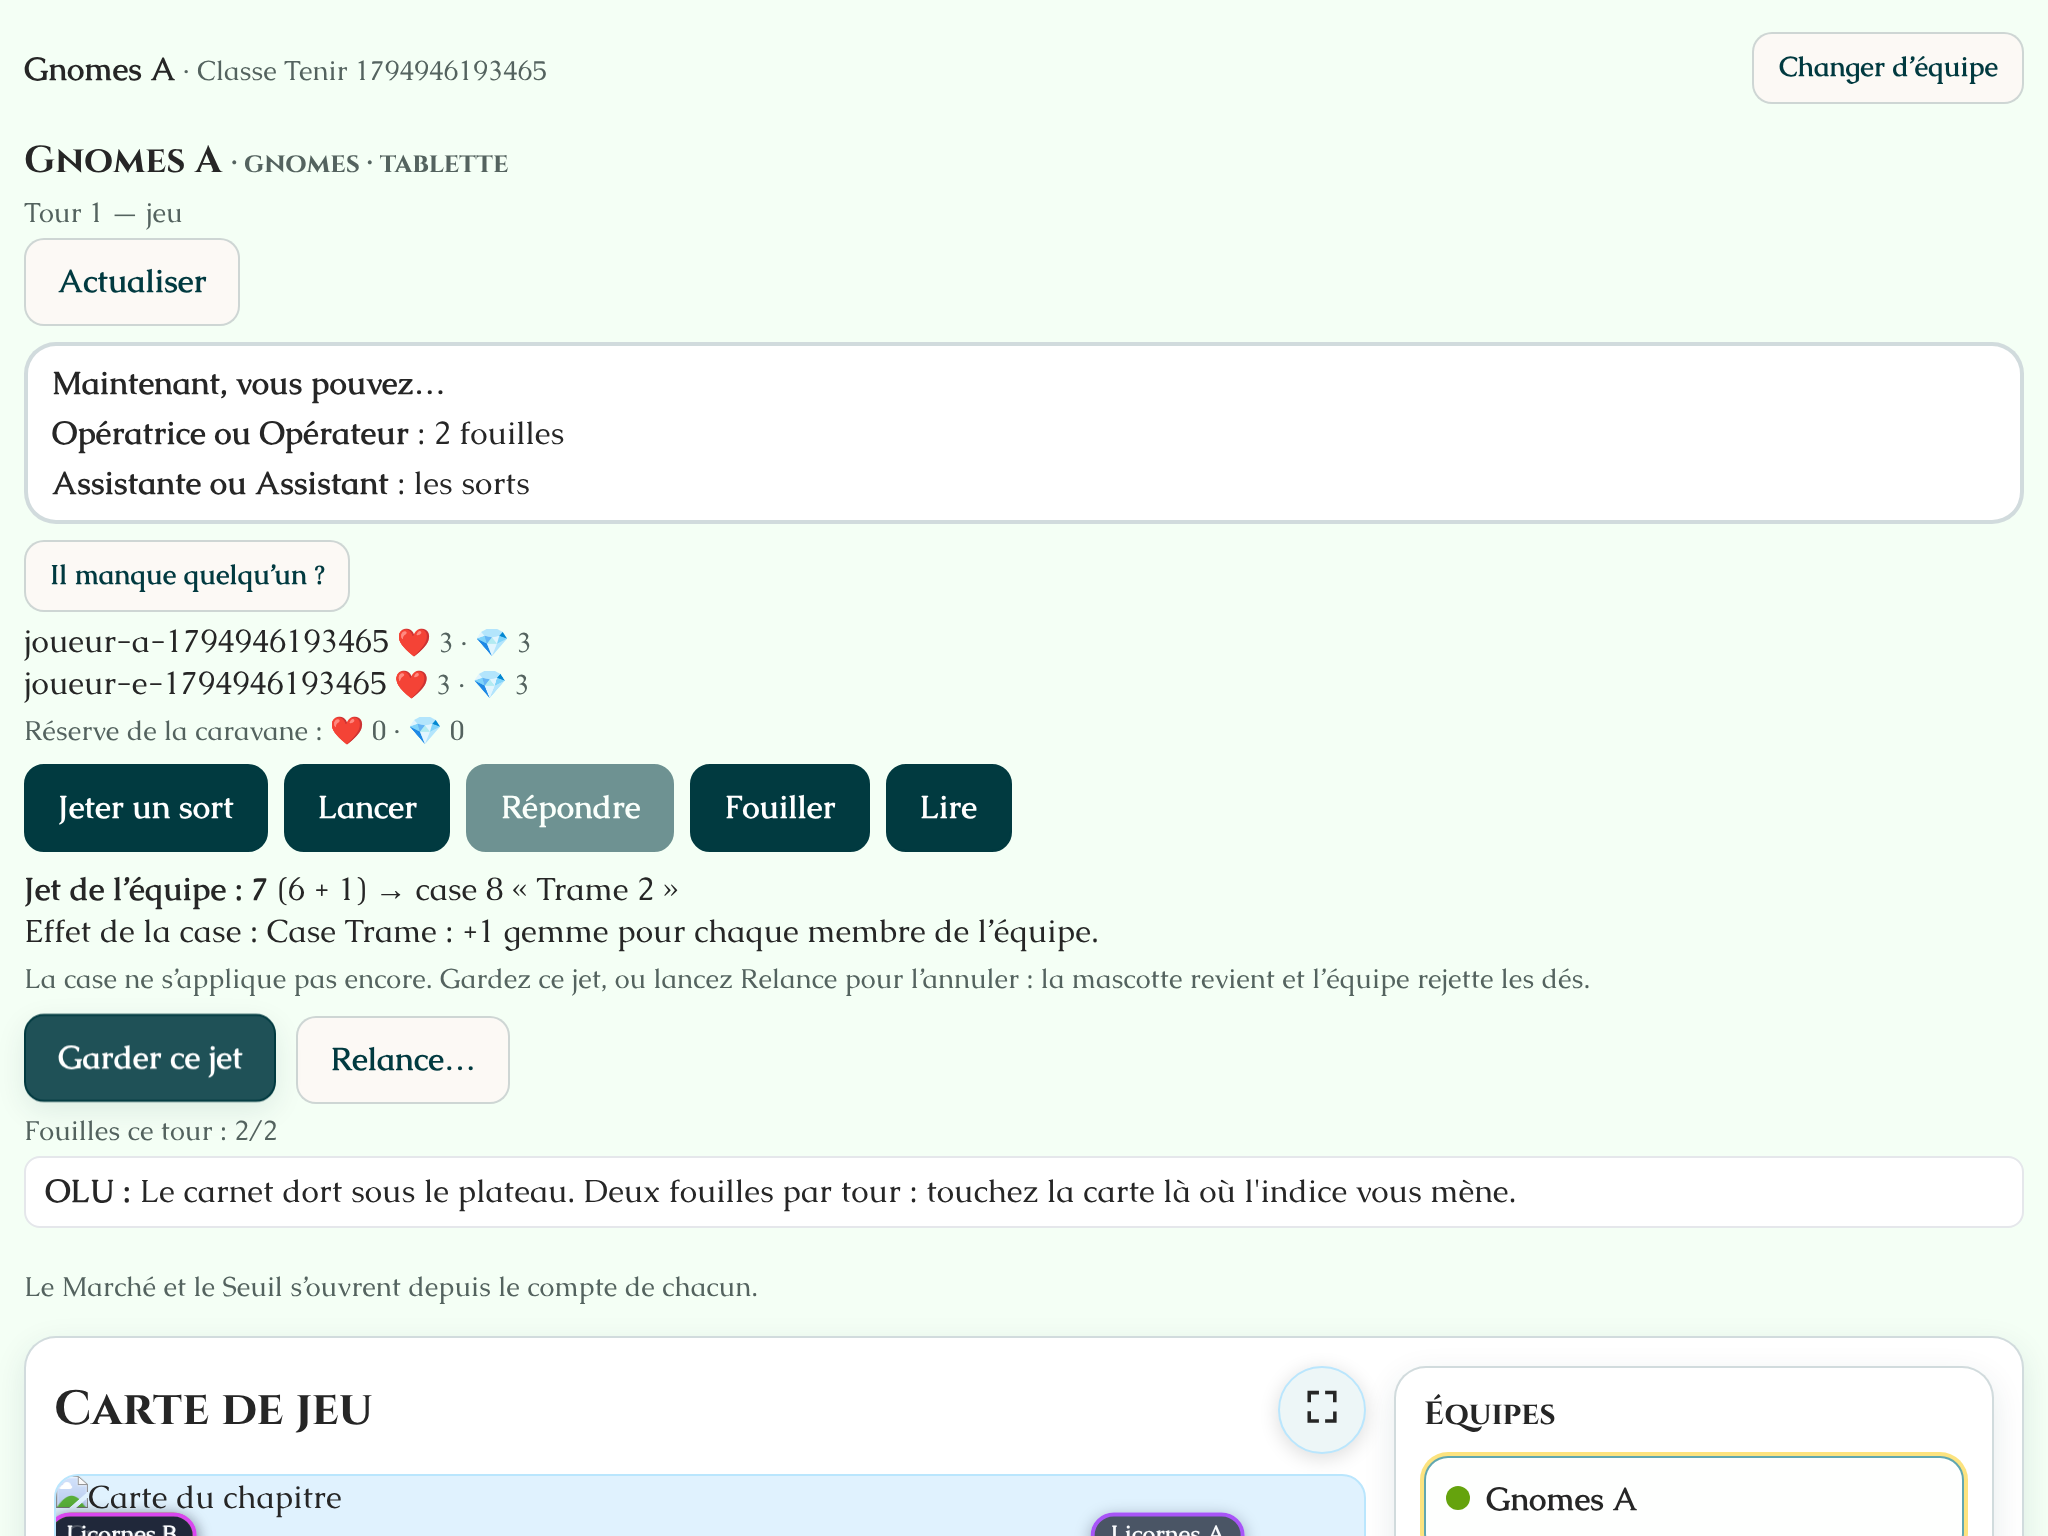 Gnomes A · Classe Tenir 1794946193465
Changer d’équipe
Gnomes A · gnomes · tablette
Tour 1 — jeu
Actualiser
Maintenant, vous pouvez…
Opératrice ou Opérateur : 2 fouilles
Assistante ou Assistant : les sorts
Il manque quelqu’un ?
joueur-a-1794946193465 ❤️ 3 · 💎 3
joueur-e-1794946193465 ❤️ 3 · 💎 3
Réserve de la caravane : ❤️ 0 · 💎 0
Jeter un sort
Lancer
Répondre
Fouiller
Lire
Jet de l’équipe : 7 (6 + 1) → case 8 « Trame 2 »
Effet de la case : Case Trame : +1 gemme pour chaque membre de l’équipe.
La case ne s’applique pas encore. Gardez ce jet, ou lancez Relance pour l’annuler : la mascotte revient et l’équipe rejette les dés.
Garder ce jet
Relance…
Fouilles ce tour : 2/2
OLU : Le carnet dort sous le plateau. Deux fouilles par tour : touchez la carte là où l'indice vous mène.
Le Marché et le Seuil s’ouvrent depuis le compte de chacun.
Carte de jeu
Équipes
Gnomes A
Carte du chapitre
Licornes B
Licornes A